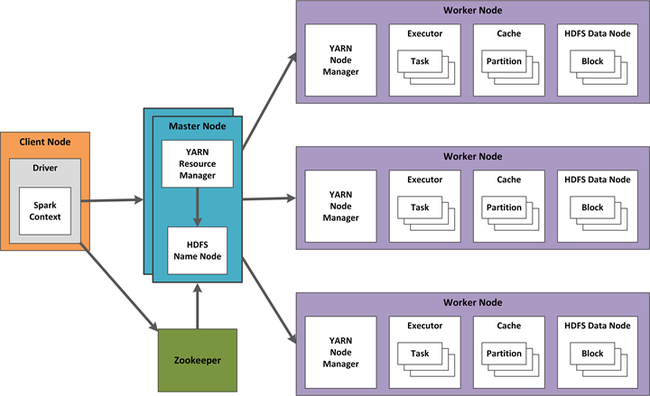 Client Node
Driver
Spark
Context
Master Node
YARN
Resource
Manager
HDFS
Name Node
Zookeeper
Worker Node
YARN
Node
Manager
Executor
Task
Cache
Partition
HDFS Data Node
Block
Worker Node
YARN
Node
Manager
Executor
Task
Cache
Partition
HDFS Data Node
Block
Worker Node
YARN
Node
Manager
Executor
Task
Cache
Partition
HDFS Data Node
Block